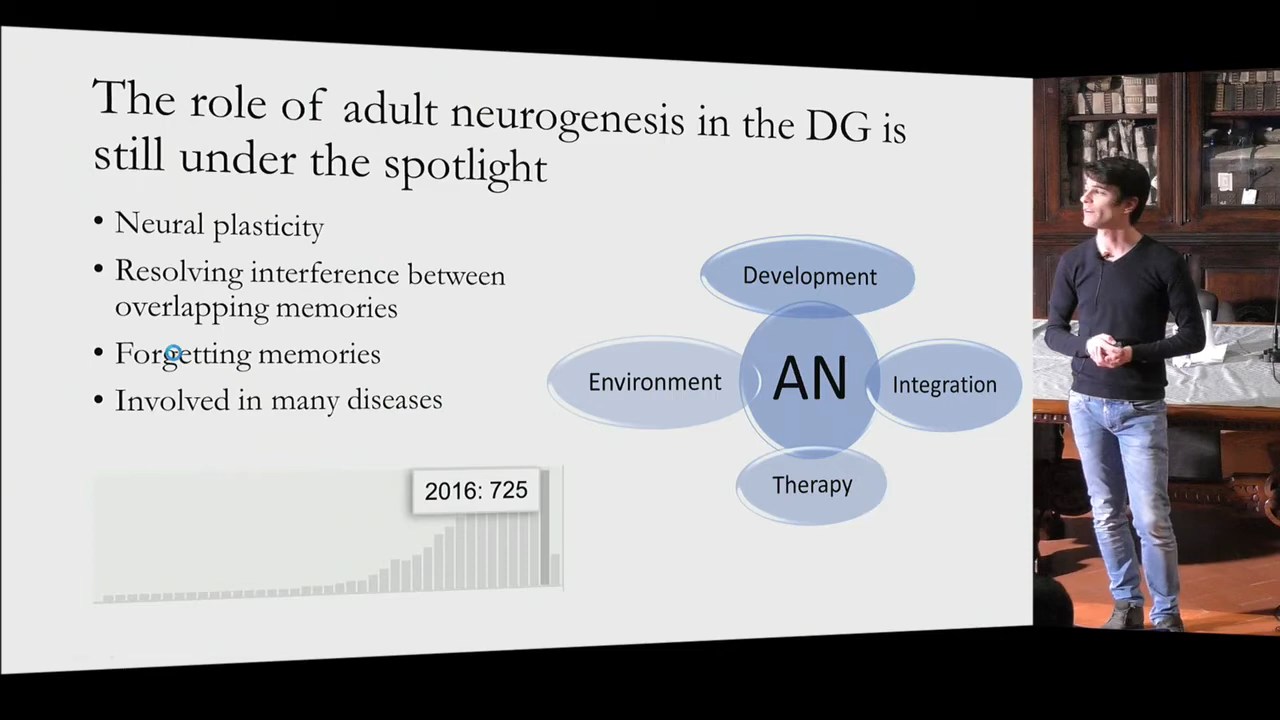 The role of adult neurogenesis in the DG is
still under the spotlight
• Neural plasticity
• Resolving interference between
overlapping memories
• Forgetting memories
• Involved in many diseases
Development
Environment
AN
Integration
Therapy
2016: 725